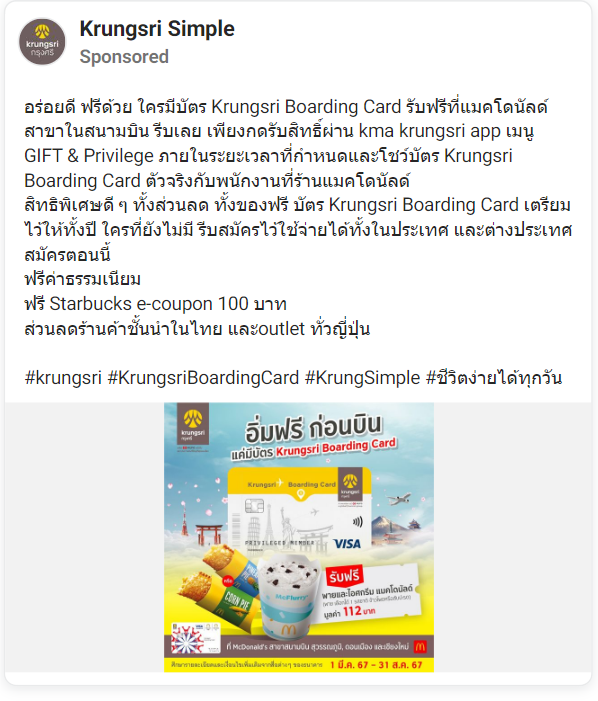 Krungsri Simple
krungsri
กรุงศรี
Sponsored
อร่อยดี ฟรีด้วย ใครมีบัตร Krungsri Boarding Card รับฟรีที่แมคโดนัลด์
สาขาในสนามบิน รีบเลย เพียงกดรับสิทธิ์ผ่าน kma krungsri app เมนู
GIFT & Privilege ภายในระยะเวลาที่กำหนดและโชว์บัตร Krungsri
Boarding Card ตัวจริงกับพนักงานที่ร้านแมคโดนัลด์
สิทธิพิเศษดี ๆ ทั้งส่วนลด ทั้งของฟรี บัตร Krungsri Boarding Card เตรียม
ไว้ให้ทั้งปี ใครที่ยังไม่มี รีบสมัครไว้ใช้จ่ายได้ทั้งในประเทศ และต่างประเทศ
สมัครตอนนี้
ฟรีค่าธรรมเนียม
ฟรี Starbucks e-coupon 100 บาท
ส่วนลดร้านค้าชั้นนำในไทย และoutlet ทั่วญี่ปุ่น
#krungsri #KrungsriBoardingCard #KrungSimple #ชีวิตง่ายได้ทุกวัน
krungsri
กรุงศรี
อิ่มฟรี ก่อนบิน
แค่มีบัตร Krungsri Boarding Card
Krungsri Boarding Card
krungsri
PRIVILEGED MEMBER
VISA
CORN PIE
McFlurry
รับฟรี
พายและไอศกรีม แมคโดนัลด์
มูลค่า 112 บาท
ที่ McDonald's สาขาสนามบิน สุวรรณภูมิ, ดอนเมือง และเชียงใหม่
ศึกษารายละเอียดและเงื่อนไขเพิ่มเติมจากสื่อต่างๆ ของธนาคาร
1 มี.ค. 67 – 31 ส.ค. 67